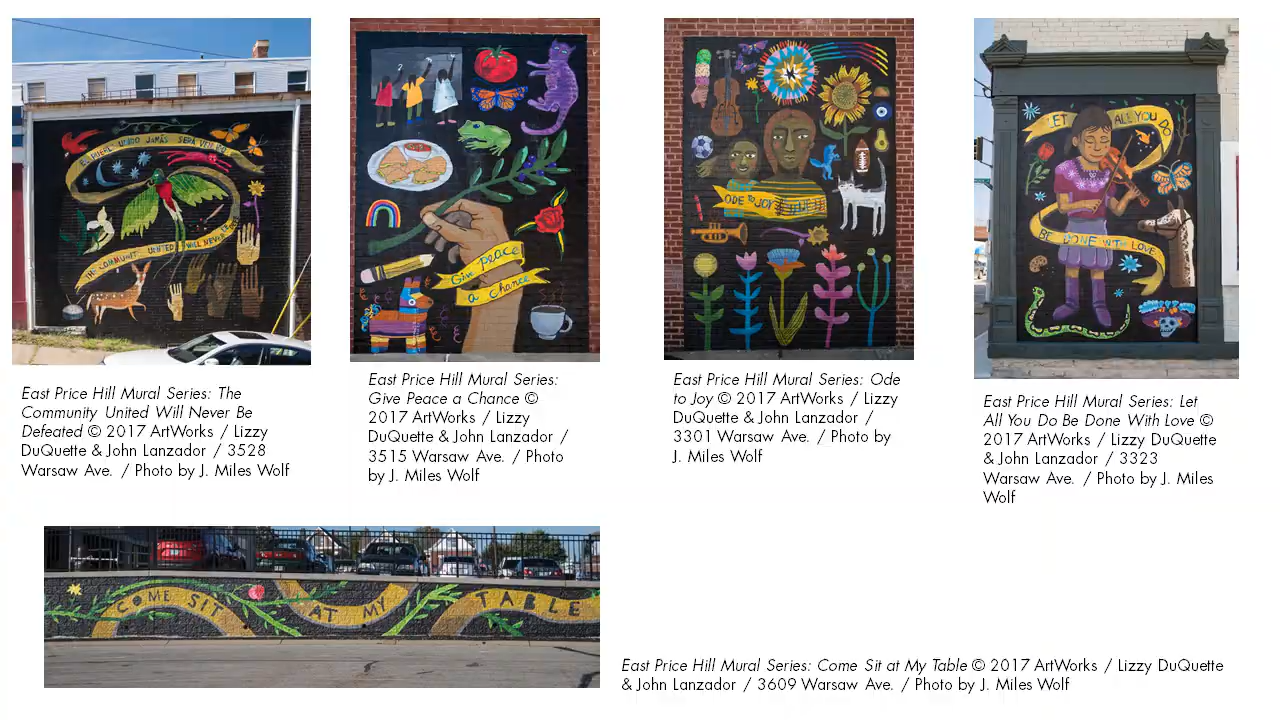 UNIDO JAMÁS SERÁ
THE COMMUNITY UNITED WILL NEVER BE
Give peace
a chance
ODE TO JOY
LET ALL YOU DO
BE DONE WITH LOVE
East Price Hill Mural Series: The
Community United Will Never Be
Defeated © 2017 ArtWorks / Lizzy
DuQuette & John Lanzador / 3528
Warsaw Ave. / Photo by J. Miles Wolf
East Price Hill Mural Series:
Give Peace a Chance ©
2017 ArtWorks / Lizzy
DuQuette & John Lanzador /
3515 Warsaw Ave. / Photo
by J. Miles Wolf
East Price Hill Mural Series: Ode
to Joy © 2017 ArtWorks / Lizzy
DuQuette & John Lanzador /
3301 Warsaw Ave. / Photo by
J. Miles Wolf
East Price Hill Mural Series: Let
All You Do Be Done With Love ©
2017 ArtWorks / Lizzy DuQuette
& John Lanzador / 3323
Warsaw Ave. / Photo by J. Miles
Wolf
COME SIT AT MY TABLE
East Price Hill Mural Series: Come Sit at My Table © 2017 ArtWorks / Lizzy DuQuette
& John Lanzador / 3609 Warsaw Ave. / Photo by J. Miles Wolf